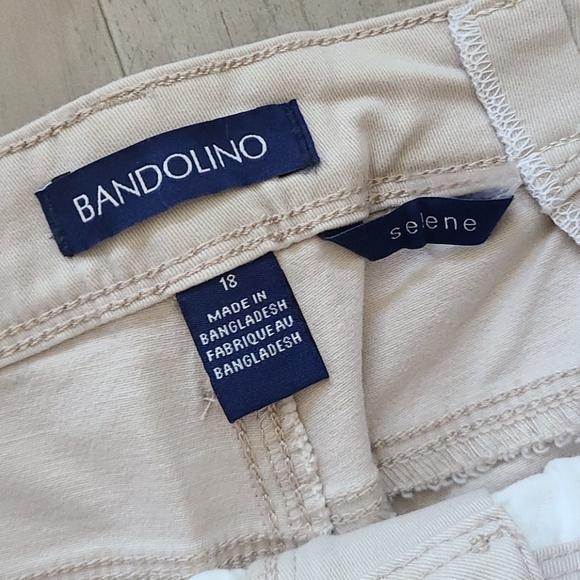 BANDOLINO
selene
18
MADE IN
BANGLADESH
FABRIQUE AU
BANGLADESH